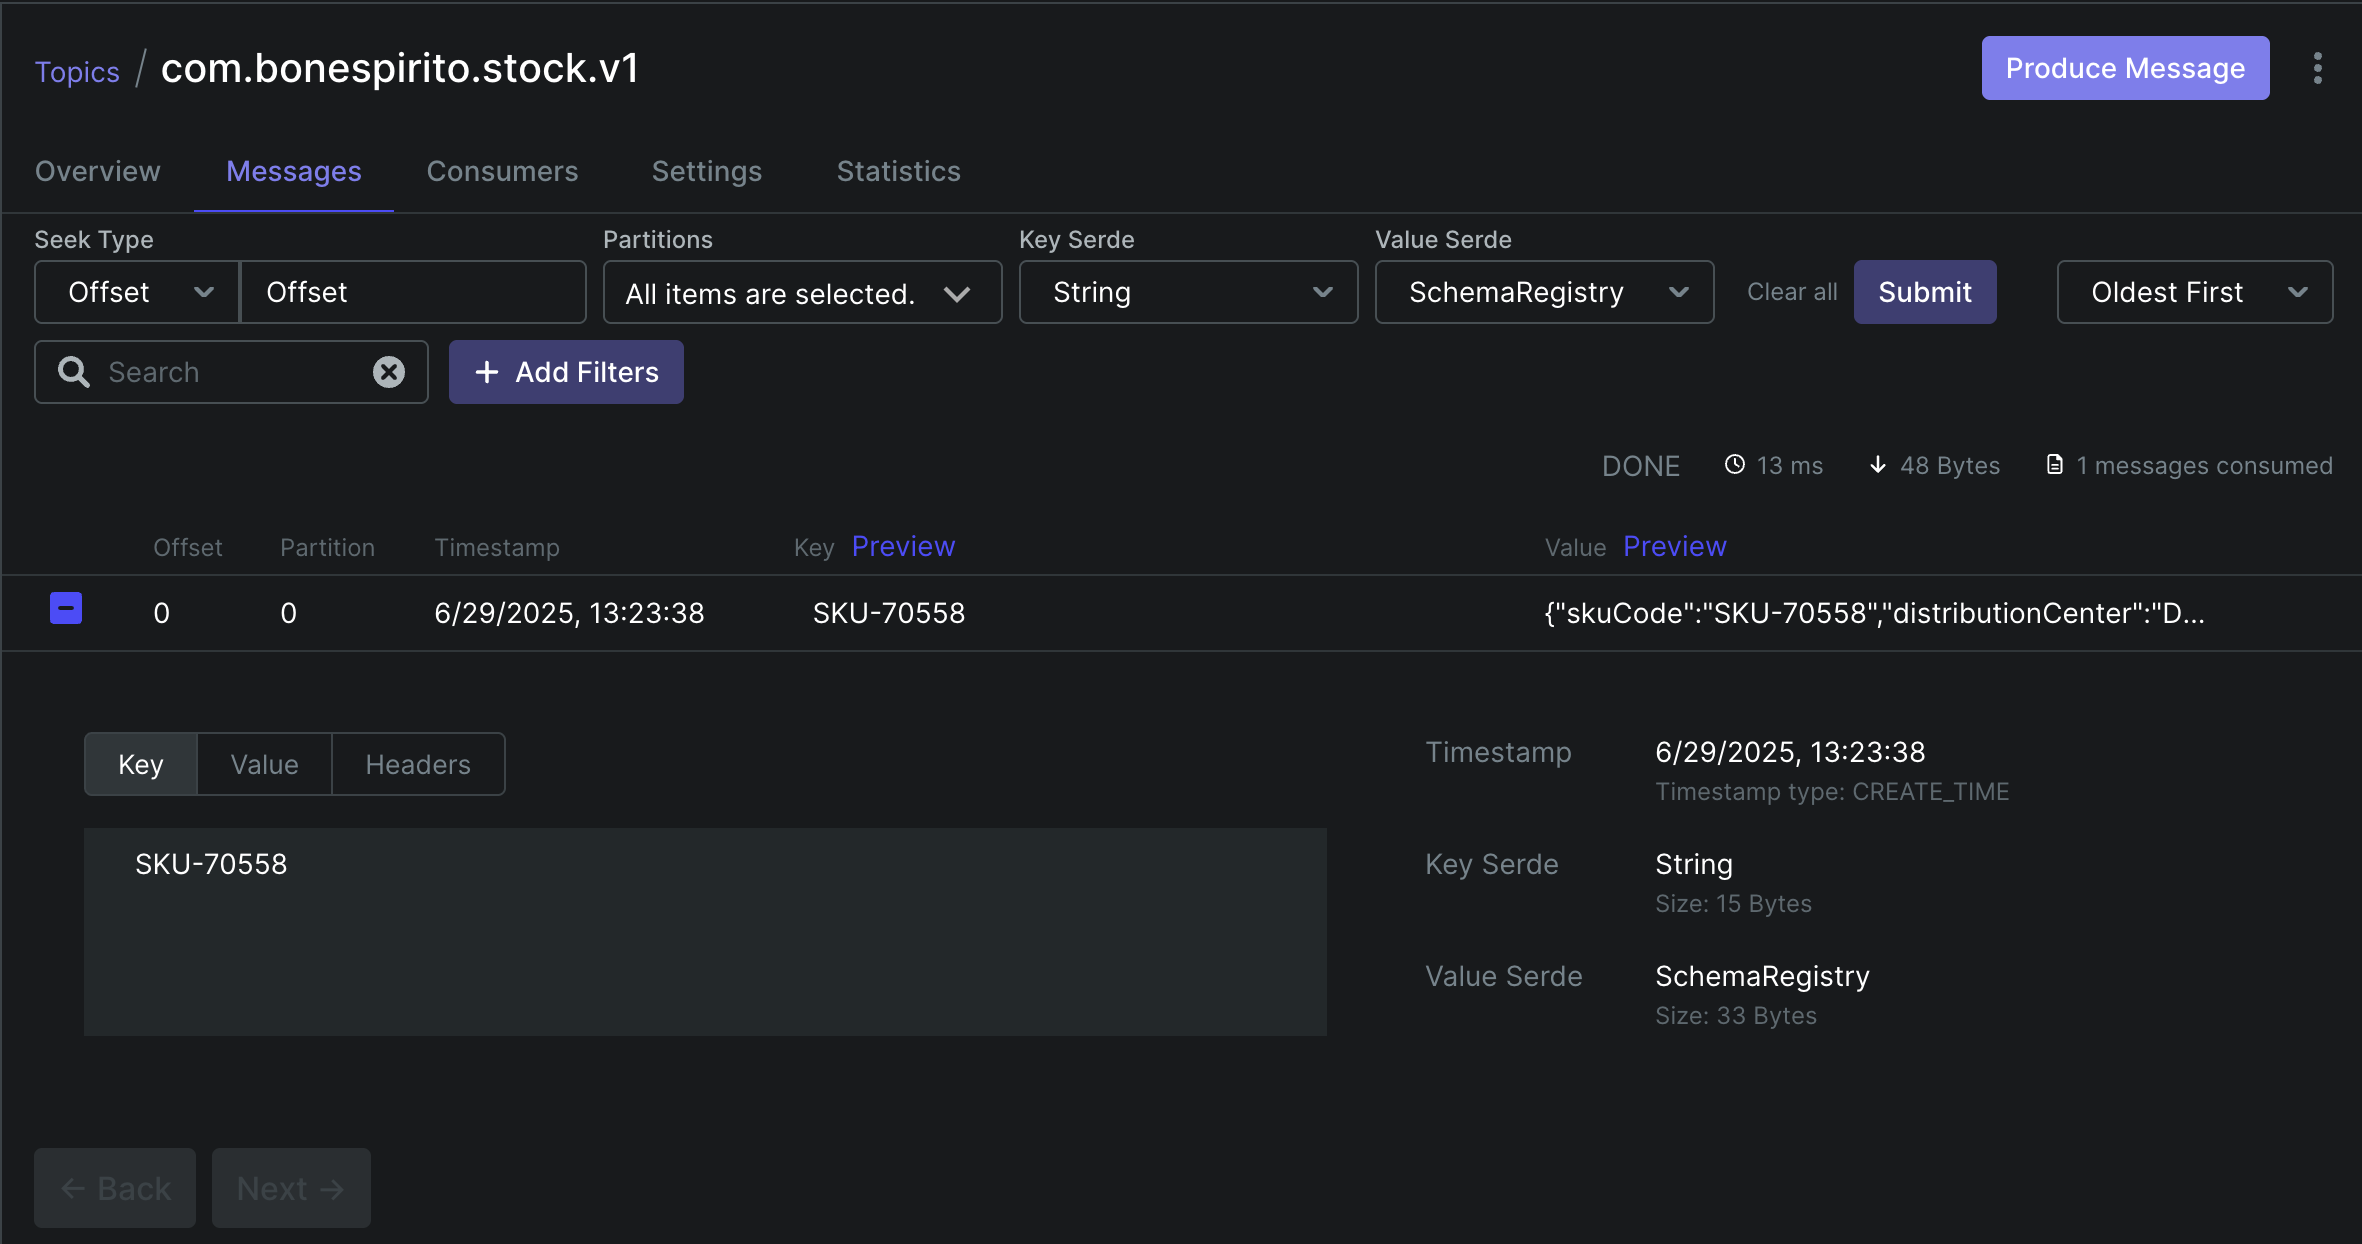 Topics / com.bonespirito.stock.v1
Produce Message
Overview Messages Consumers Settings Statistics
Seek Type Partitions Key Serde Value Serde
Offset Offset All items are selected. String SchemaRegistry Clear all Submit Oldest First
Search + Add Filters
DONE 13 ms 48 Bytes 1 messages consumed
Offset Partition Timestamp Key Preview Value Preview
0 0 6/29/2025, 13:23:38 SKU-70558 {"skuCode":"SKU-70558","distributionCenter":"D...
Key Value Headers
SKU-70558
Timestamp 6/29/2025, 13:23:38
Timestamp type: CREATE_TIME
Key Serde String
Size: 15 Bytes
Value Serde SchemaRegistry
Size: 33 Bytes
← Back Next →